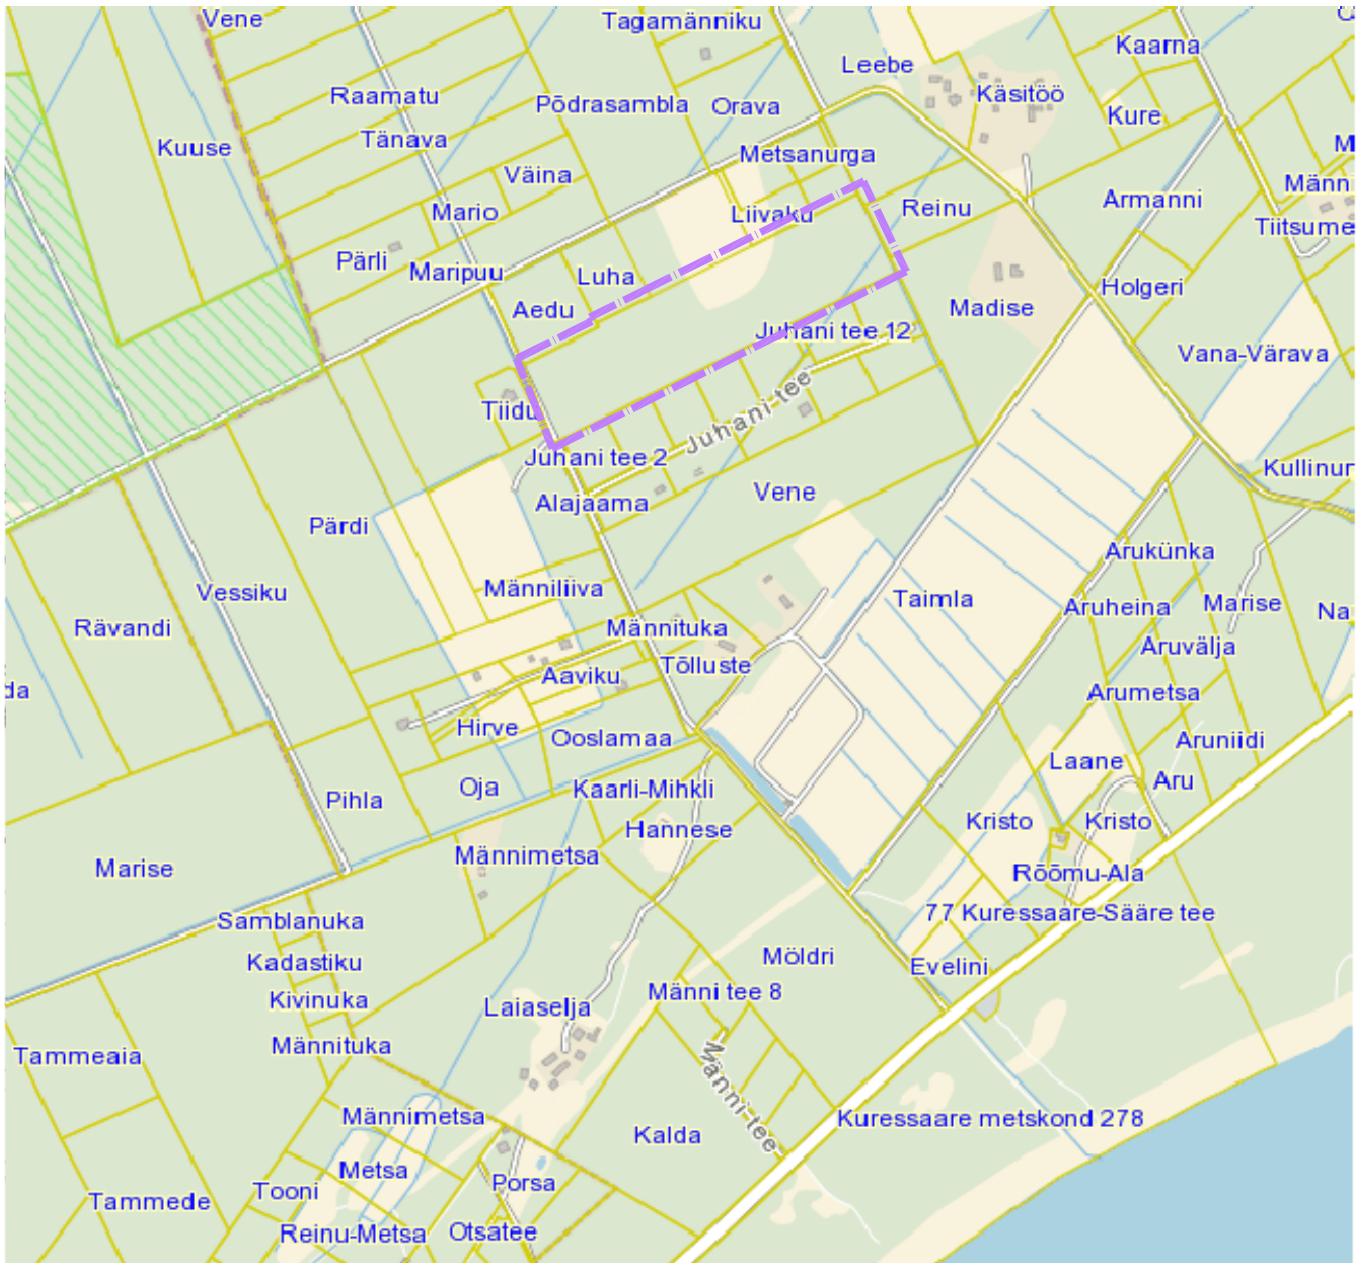 Vene
Tagamänniku
Kaarna
Leebe
Käsitöö
Raamatu
Põdrasambla
Orava
Kure
Tänava
Kuuse
Metsanurga
Väina
Männ
Mario
Liivaku
Reinu
Armanni
Tiitsume
Pärli
Maripuu
Luha
Holgeri
Aedu
Madise
Juhani tee 12
Vana-Värava
Tiidu
Juhani tee
Juhani tee 2
Kullinur
Alajaama
Vene
Pärdi
Arukünka
Vessiku
Männiliiva
Taimla
Aruheina
Marise
Na
Rävandi
Männituka
Aruvälja
Tõlluste
Aaviku
da
Arumetsa
Hirve
Ooslamaa
Aruniidi
Laane
Aru
Oja
Kaarli-Mihkli
Pihla
Kristo
Kristo
Hannese
Männimetsa
Marise
Rõõmu-Ala
77 Kuressaare-Sääre tee
Samblanuka
Möldri
Kadastiku
Evelini
Kivinuka
Männi tee 8
Laiaselja
Männituka
Tammeaia
Männi tee
Männimetsa
Kuressaare metskond 278
Kalda
Metsa
Porsa
Tooni
Tammede
Reinu-Metsa
Otsatee